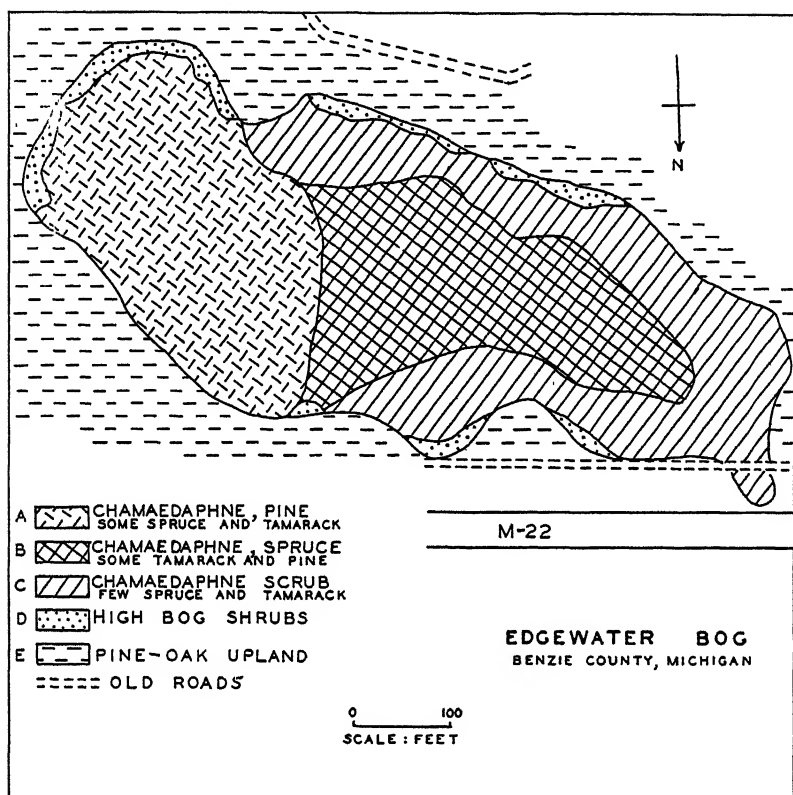 N
A CHAMAEDAPHNE, PINE
SOME SPRUCE AND TAMARACK
B CHAMAEDAPHNE, SPRUCE
SOME TAMARACK AND PINE
C CHAMAEDAPHNE SCRUB
FEW SPRUCE AND TAMARACK
D HIGH BOG SHRUBS
E PINE-OAK UPLAND
OLD ROADS
M-22
EDGEWATER BOG
BENZIE COUNTY, MICHIGAN
0 100
SCALE: FEET